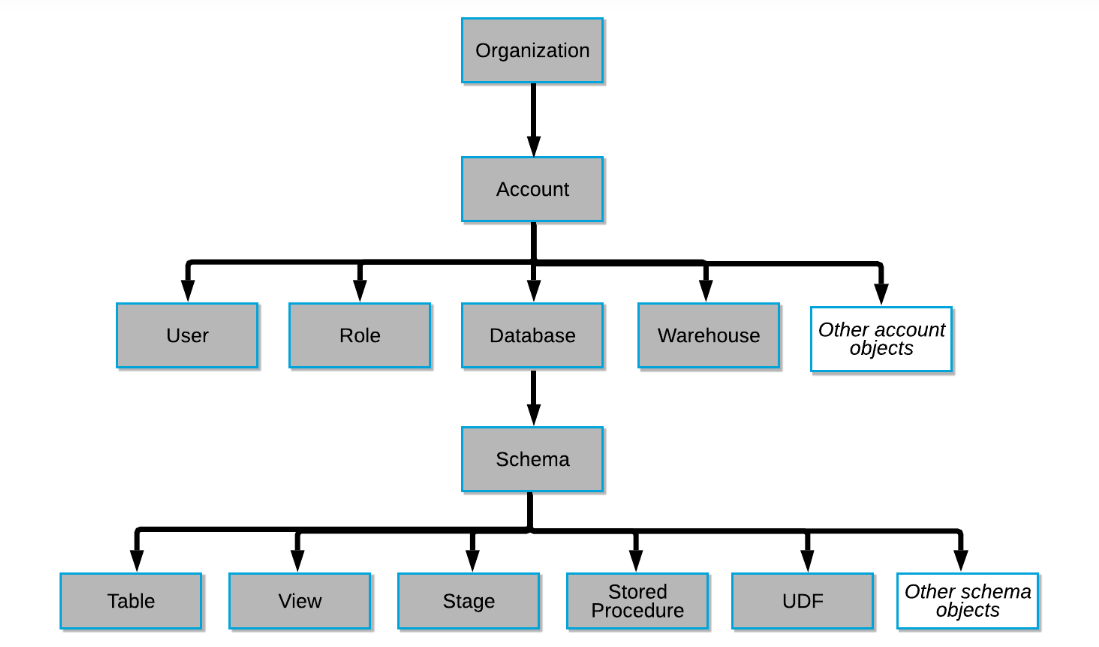 Organization
Account
User
Role
Database
Warehouse
Other account
objects
Schema
Table
View
Stage
Stored
Procedure
UDF
Other schema
objects